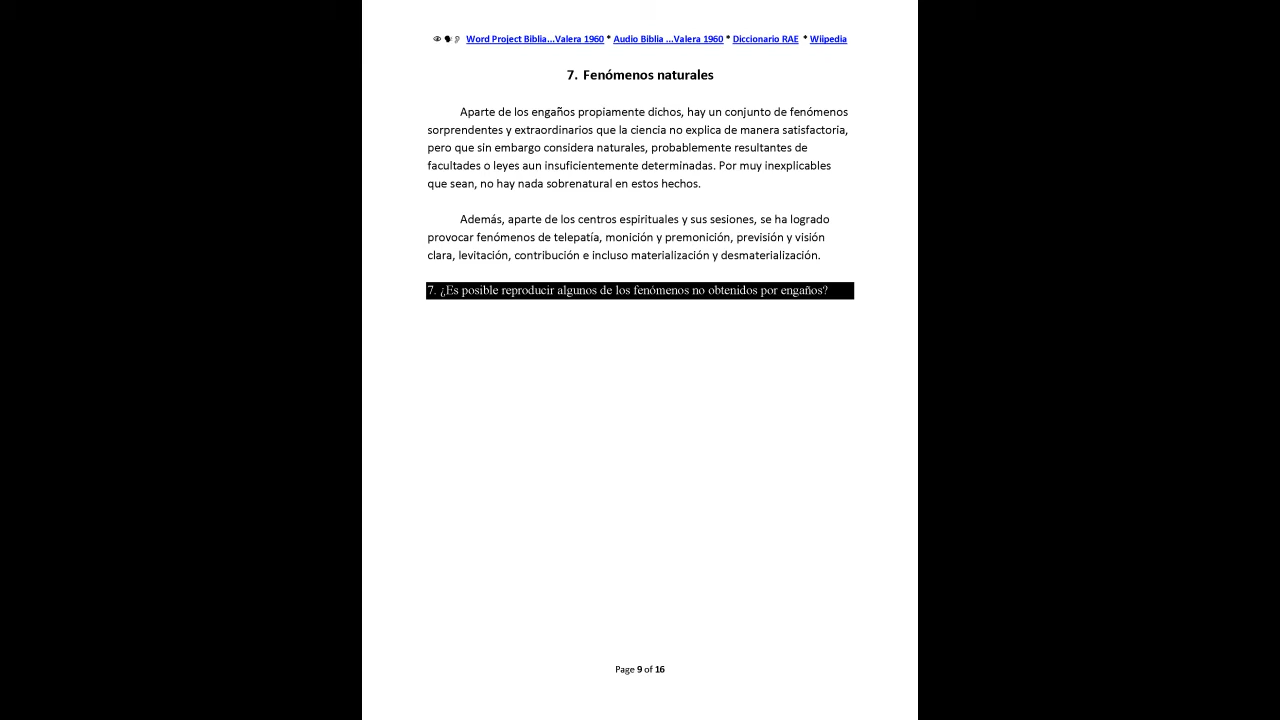 Word Project Biblia...Valera 1960 * Audio Biblia ...Valera 1960 * Diccionario RAE * Wiipedia
7. Fenómenos naturales
Aparte de los engaños propiamente dichos, hay un conjunto de fenómenos
sorprendentes y extraordinarios que la ciencia no explica de manera satisfactoria,
pero que sin embargo considera naturales, probablemente resultantes de
facultades o leyes aun insuficientemente determinadas. Por muy inexplicables
que sean, no hay nada sobrenatural en estos hechos.
Además, aparte de los centros espirituales y sus sesiones, se ha logrado
provocar fenómenos de telepatía, monición y premonición, previsión y visión
clara, levitación, contribución e incluso materialización y desmaterialización.
7. ¿Es posible reproducir algunos de los fenómenos no obtenidos por engaños?
Page 9 of 16